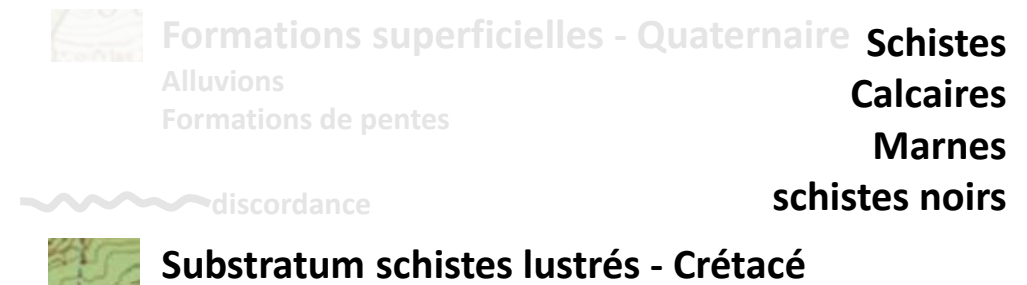 Formations superficielles - Quaternaire
Alluvions
Formations de pentes
Schistes
Calcaires
Marnes
schistes noirs
discordance
Substratum schistes lustrés - Crétacé